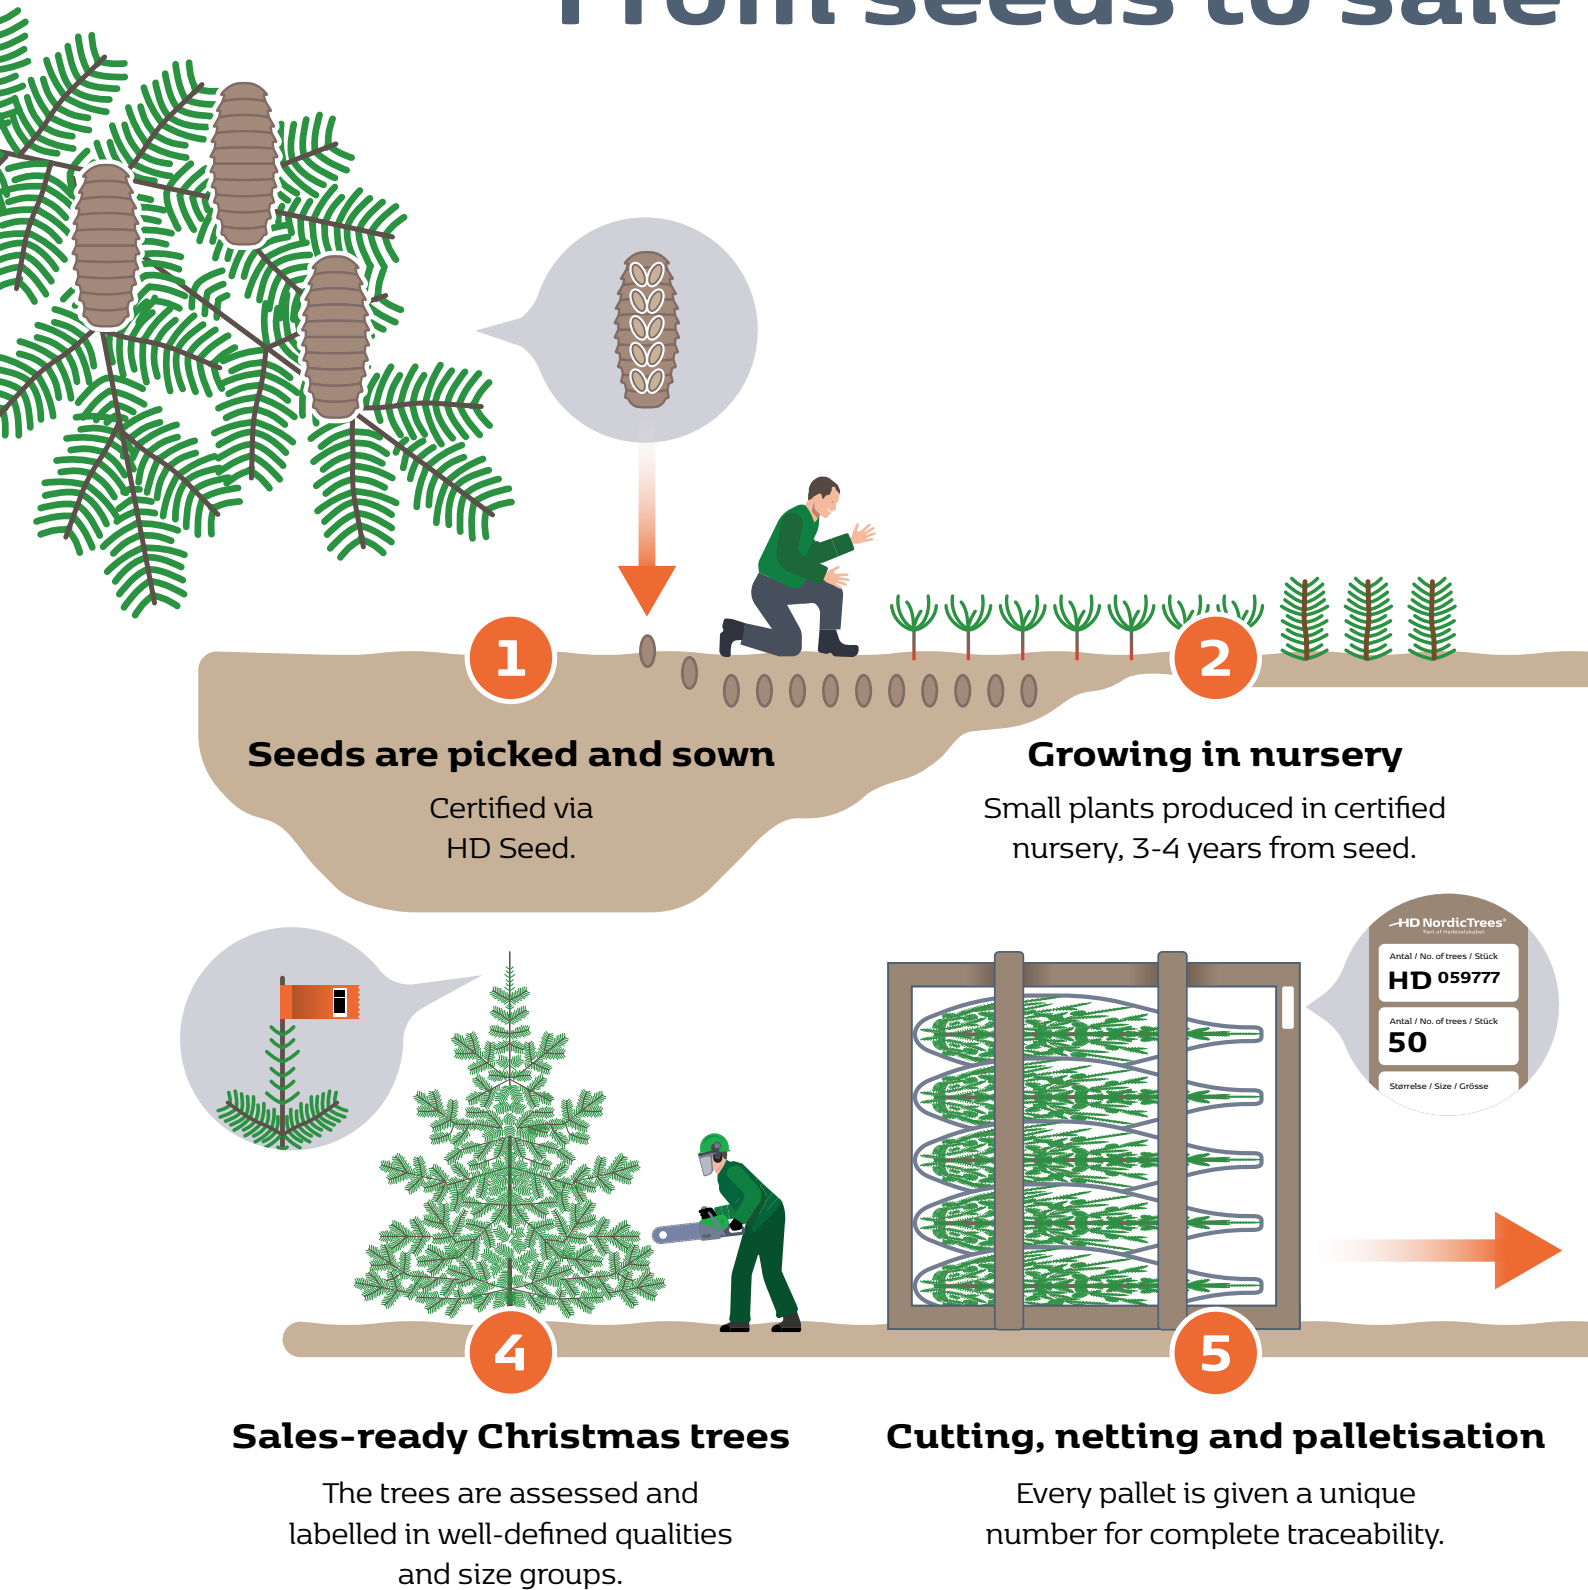 From seeds to sale
1
2
Seeds are picked and sown
Certified via
HD Seed.
Growing in nursery
Small plants produced in certified
nursery, 3-4 years from seed.
HD NordicTrees®
Part of Hedeselskabet
Antal / No. of trees / Stück
HD 059777
Antal / No. of trees / Stück
50
Størrelse / Size / Grösse
4
5
Sales-ready Christmas trees
The trees are assessed and
labelled in well-defined qualities
and size groups.
Cutting, netting and palletisation
Every pallet is given a unique
number for complete traceability.